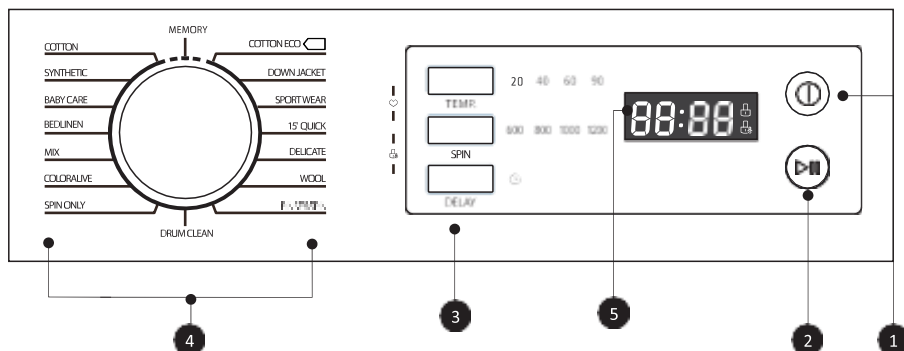 MEMORY
COTTON
SYNTHETIC
BABY CARE
BEDLINEN
MIX
COLORALIVE
SPIN ONLY
COTTON ECO
DOWN JACKET
SPORT WEAR
15' QUICK
DELICATE
WOOL
DRUM CLEAN
20 40 60 90
TEMP.
600 800 1000 1200
SPIN
DELAY
88:88
1
2
3
4
5